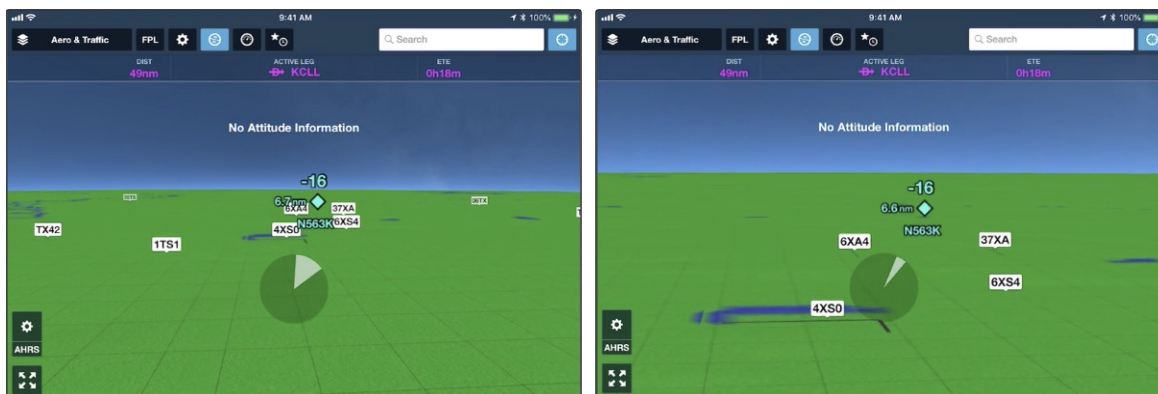 9:41 AM
100%
Aero & Traffic
FPL
Search
DIST
49nm
ACTIVE LEG
D KCLL
ETE
0h18m
No Attitude Information
-16
6.7nm
6XA4
37XA
TX42
4XS0
N563K
6XS4
1TS1
AHRS
9:41 AM
100%
Aero & Traffic
FPL
Search
DIST
49nm
ACTIVE LEG
D KCLL
ETE
0h18m
No Attitude Information
-16
6.6nm
N563K
6XA4
37XA
6XS4
4XS0
AHRS